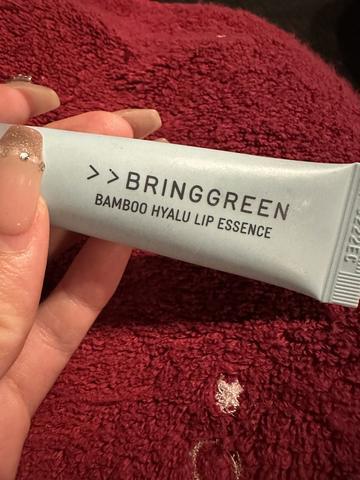 >>BRINGGREEN
BAMBOO HYALU LIP ESSENCE